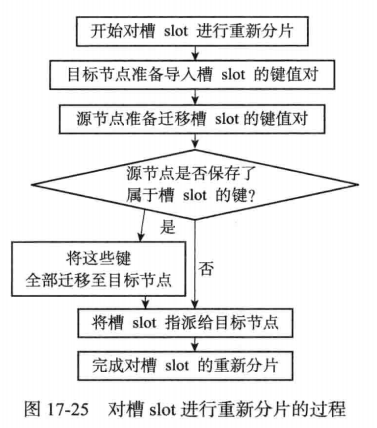 开始对槽 slot 进行重新分片
目标节点准备导入槽 slot 的键值对
源节点准备迁移槽 slot的键值对
源节点是否保存了
属于槽 slot 的键?
是
将这些键
全部迁移至目标节点
否
将槽 slot 指派给目标节点
完成对槽 slot 的重新分片
图 17-25 对槽 slot 进行重新分片的过程